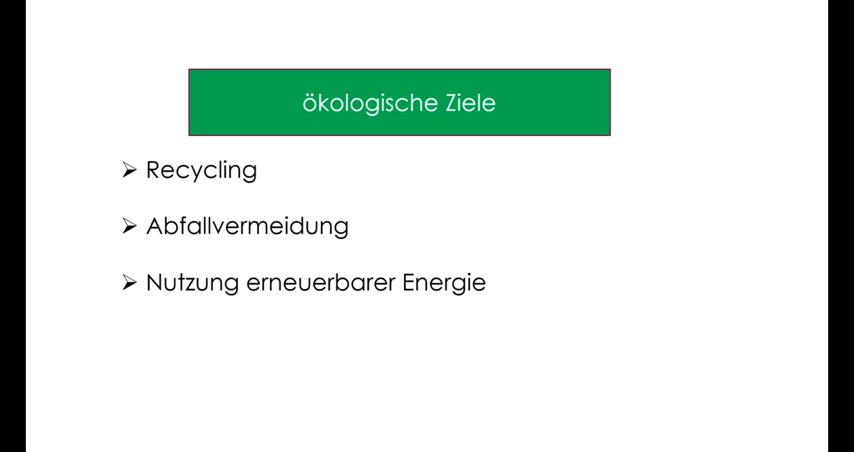 ökologische Ziele
Recycling
Abfallvermeidung
Nutzung erneuerbarer Energie